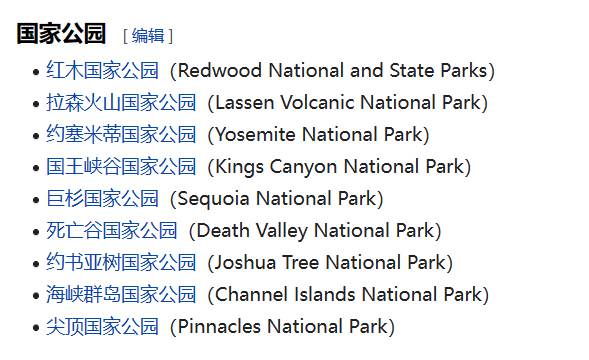 国家公园 [编辑]
• 红木国家公园（Redwood National and State Parks）
• 拉森火山国家公园（Lassen Volcanic National Park）
• 约塞米蒂国家公园（Yosemite National Park）
• 国王峡谷国家公园（Kings Canyon National Park）
• 巨杉国家公园（Sequoia National Park）
• 死亡谷国家公园（Death Valley National Park）
• 约书亚树国家公园（Joshua Tree National Park）
• 海峡群岛国家公园（Channel Islands National Park）
• 尖顶国家公园（Pinnacles National Park）